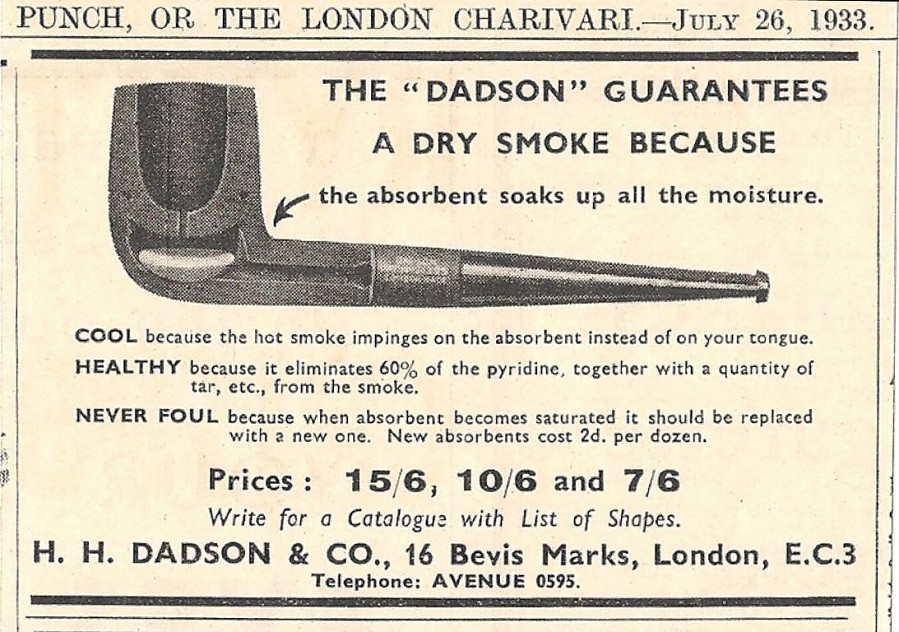 PUNCH, OR THE LONDON CHARIVARI.—JULY 26, 1933.
THE “DADSON” GUARANTEES
A DRY SMOKE BECAUSE
the absorbent soaks up all the moisture.
COOL because the hot smoke impinges on the absorbent instead of on your tongue.
HEALTHY because it eliminates 60% of the pyridine, together with a quantity of
tar, etc., from the smoke.
NEVER FOUL because when absorbent becomes saturated it should be replaced
with a new one. New absorbents cost 2d. per dozen.
Prices : 15/6, 10/6 and 7/6
Write for a Catalogue with List of Shapes.
H. H. DADSON & CO., 16 Bevis Marks, London, E.C.3
Telephone: AVENUE 0595.